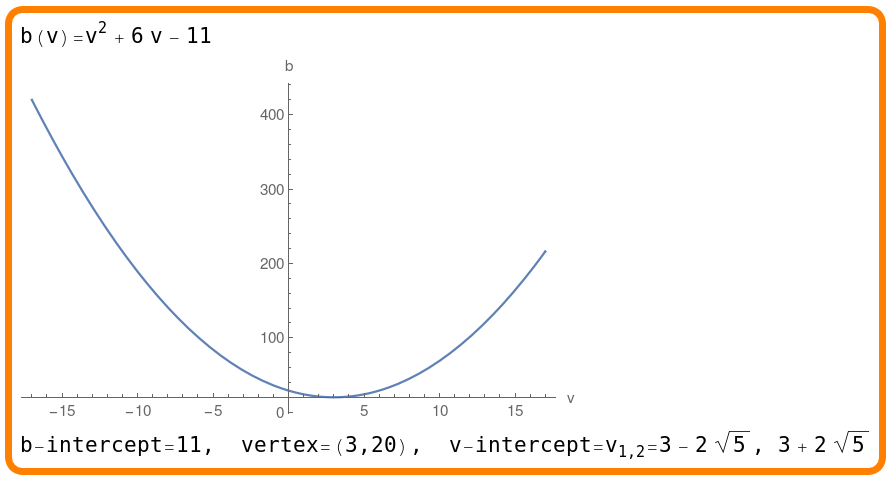 b(v)=v² + 6 v − 11
b
400
300
200
100
0
−15 −10 −5 5 10 15 v
b−intercept=11, vertex=(3,20), v−intercept=v₁,₂=3 − 2 √5, 3 + 2 √5